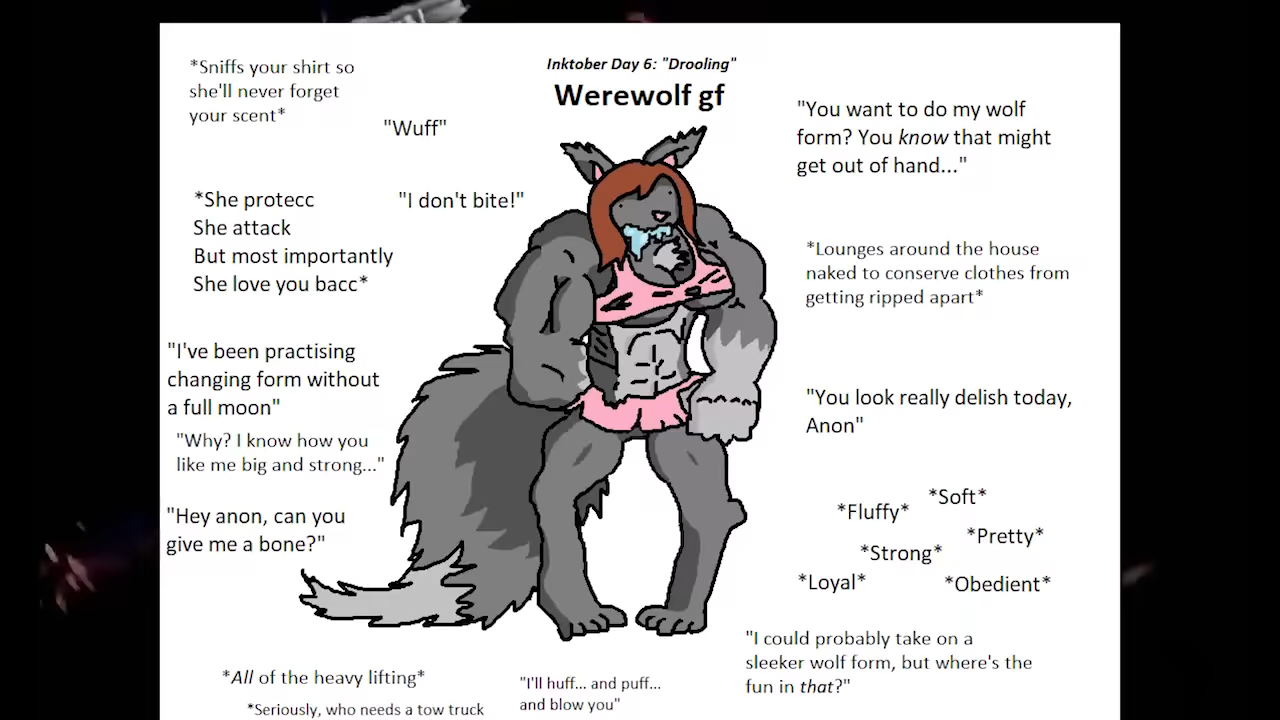 Inktober Day 6: "Drooling"
Werewolf gf
*Sniffs your shirt so
she'll never forget
your scent*
"Wuff"
"You want to do my wolf
form? You know that might
get out of hand..."
*She protecc
She attack
But most importantly
She love you bacc*
"I don't bite!"
*Lounges around the house
naked to conserve clothes from
getting ripped apart*
"I've been practising
changing form without
a full moon"
"Why? I know how you
like me big and strong..."
"You look really delish today,
Anon"
"Hey anon, can you
give me a bone?"
*Soft*
*Fluffy*
*Pretty*
*Strong*
*Loyal*
*Obedient*
"I could probably take on a
sleeker wolf form, but where's the
fun in that?"
*All of the heavy lifting*
*Seriously, who needs a tow truck
"I'll huff... and puff...
and blow you"